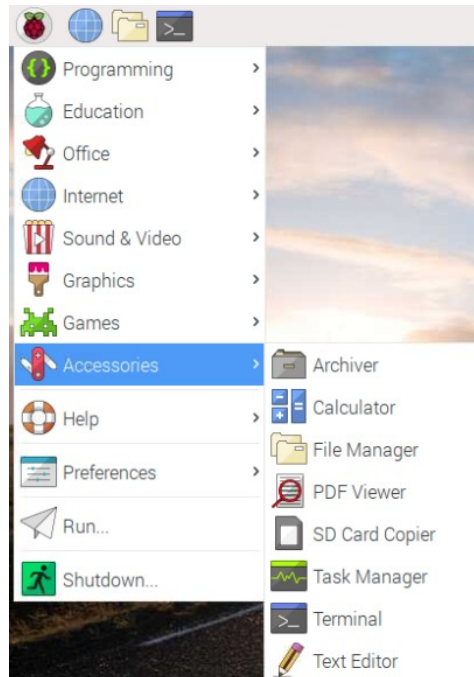 Programming
Education
Office
Internet
Sound & Video
Graphics
Games
Accessories
Help
Preferences
Run...
Shutdown...
Archiver
Calculator
File Manager
PDF Viewer
SD Card Copier
Task Manager
Terminal
Text Editor